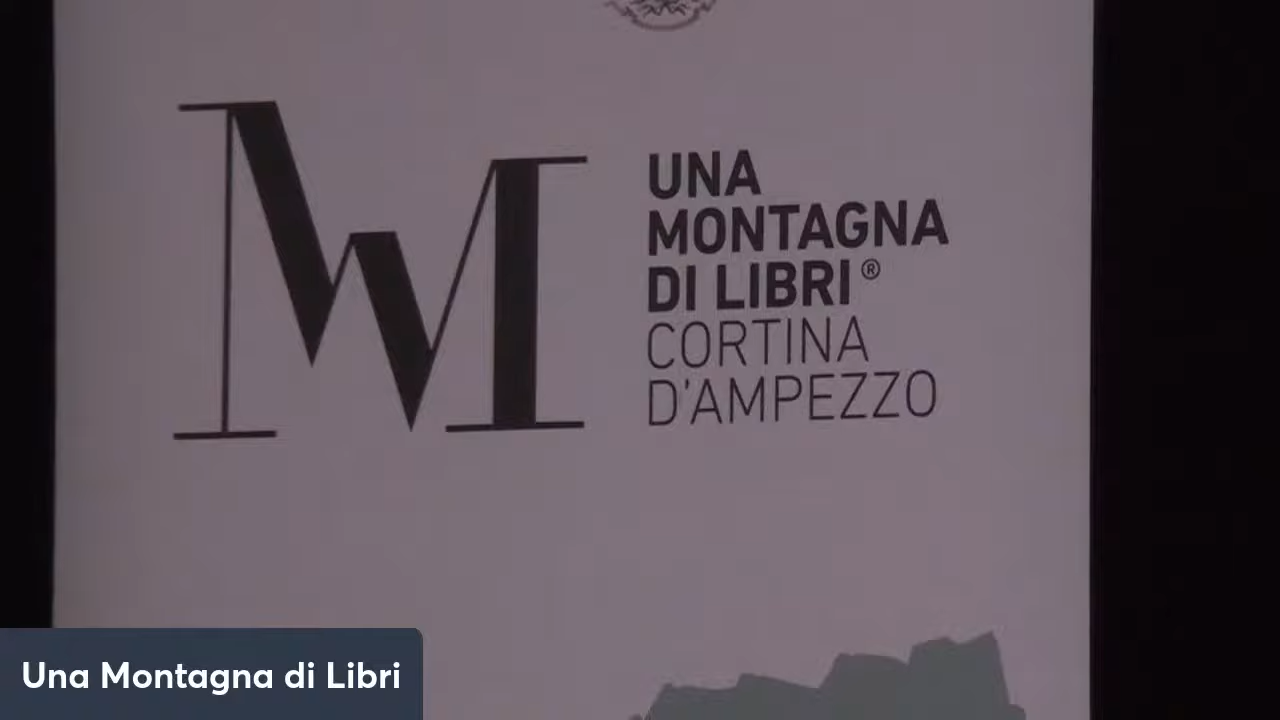 M
UNA
MONTAGNA
DI LIBRI®
CORTINA
D'AMPEZZO
Una Montagna di Libri